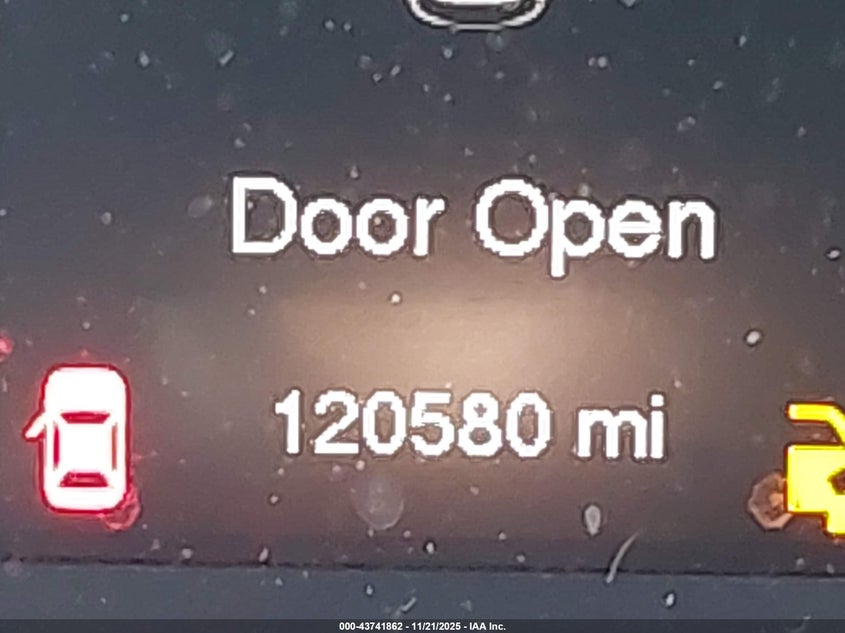 Door Open
120580 mi
000-43741862 - 11/21/2025 - IAA Inc.